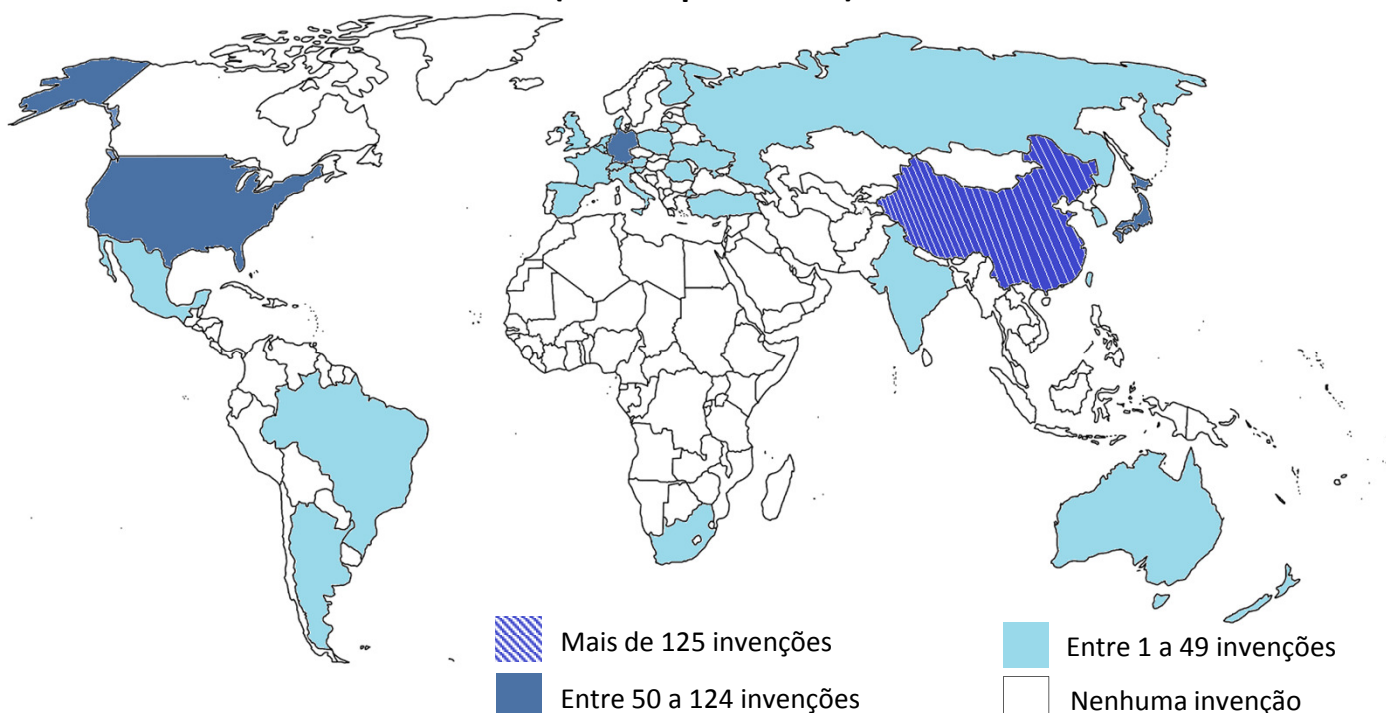 Mais de 125 invenções
Entre 1 a 49 invenções
Entre 50 a 124 invenções
Nenhuma invenção